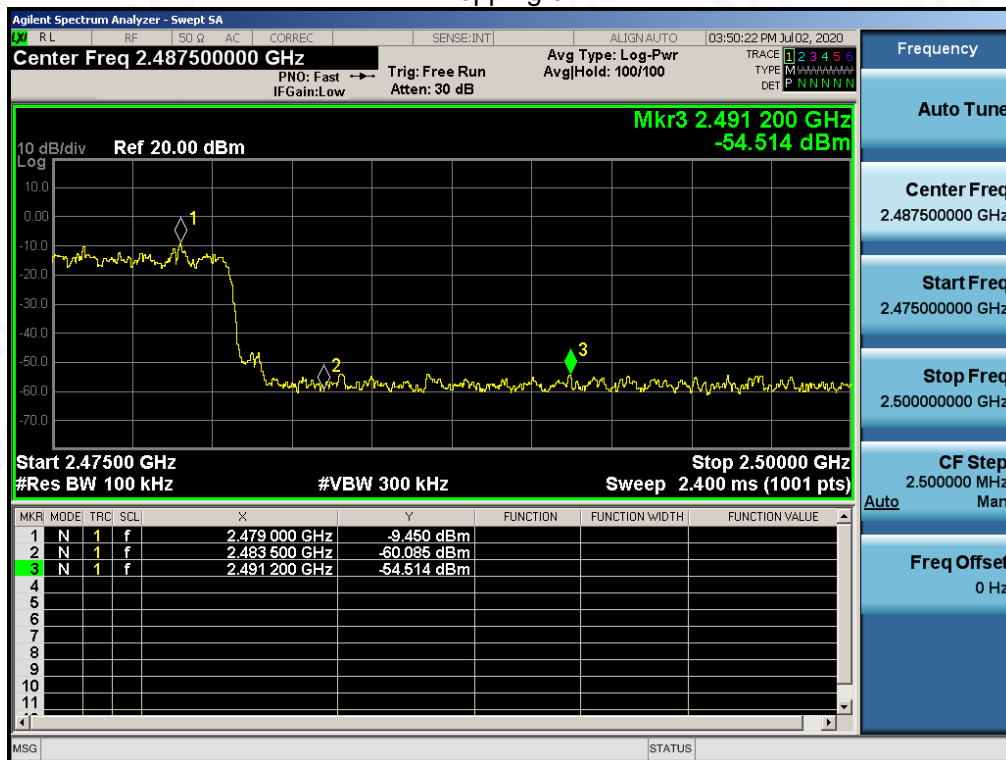 Agilent Spectrum Analyzer - Swept SA
LXI RL RF 50 Ω AC CORREC SENSE:INT ALIGN AUTO 03:50:22 PM Jul 02, 2020
Center Freq 2.487500000 GHz
PNO: Fast
IFGain:Low
Trig: Free Run
Atten: 30 dB
Avg Type: Log-Pwr
Avg|Hold: 100/100
TRACE 1 2 3 4 5 6
TYPE M
DET P N N N N N
Mkr3 2.491 200 GHz
-54.514 dBm
10 dB/div Ref 20.00 dBm
Log
10.0
0.00
-10.0
-20.0
-30.0
-40.0
-50.0
-60.0
-70.0
1
2
3
Start 2.47500 GHz Stop 2.50000 GHz
#Res BW 100 kHz #VBW 300 kHz Sweep 2.400 ms (1001 pts)
MKR MODE TRC SCL X Y FUNCTION FUNCTION WIDTH FUNCTION VALUE
1 N 1 f 2.479 000 GHz -9.450 dBm
2 N 1 f 2.483 500 GHz -60.085 dBm
3 N 1 f 2.491 200 GHz -54.514 dBm
4
5
6
7
8
9
10
11
MSG STATUS
Frequency
Auto Tune
Center Freq
2.487500000 GHz
Start Freq
2.475000000 GHz
Stop Freq
2.500000000 GHz
CF Step
2.500000 MHz
Auto Man
Freq Offset
0 Hz